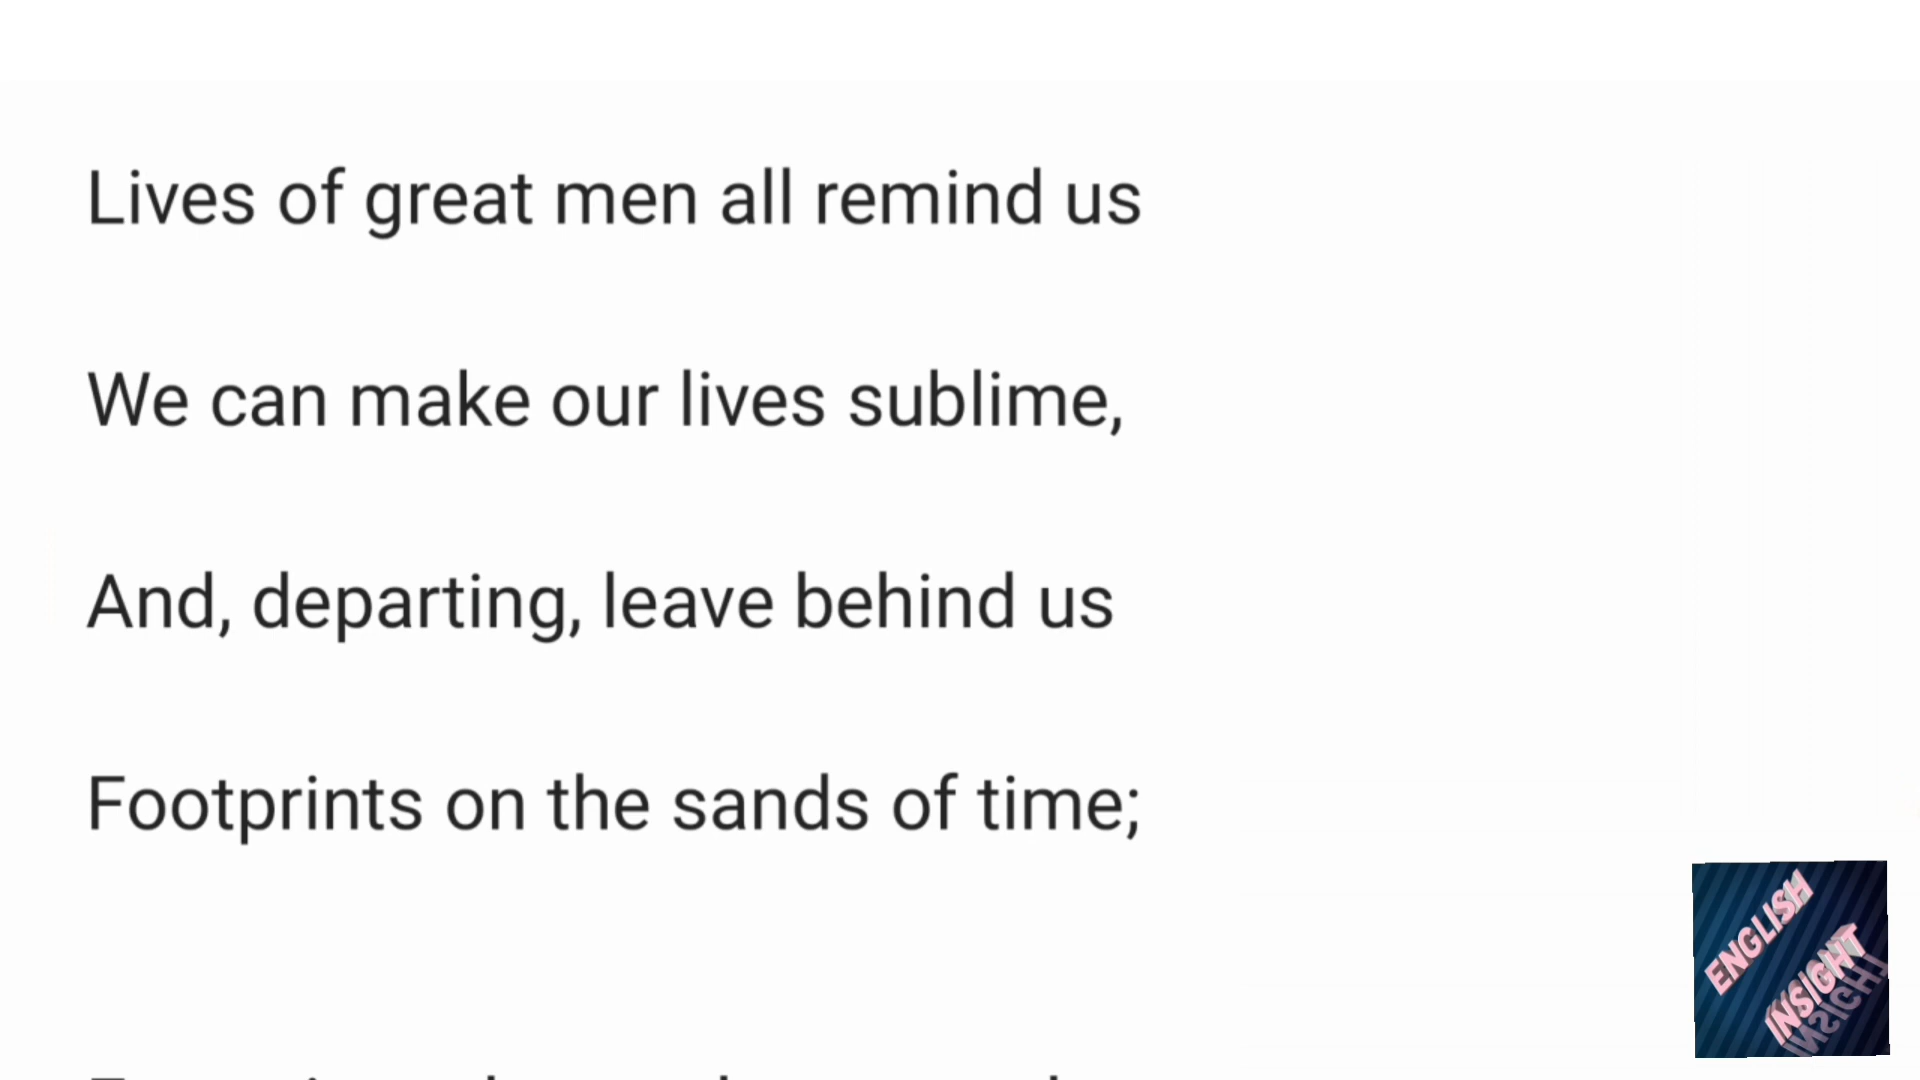 Lives of great men all remind us
We can make our lives sublime,
And, departing, leave behind us
Footprints on the sands of time;
ENGLISH
INSIGHT